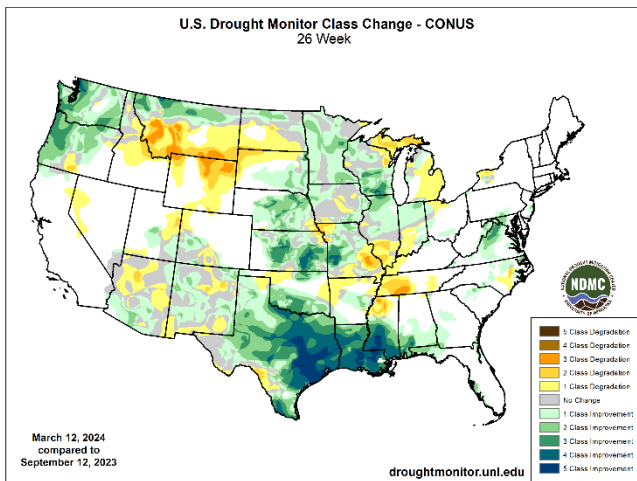 U.S. Drought Monitor Class Change - CONUS
26 Week
NDMC
5 Class Degradation
4 Class Degradation
3 Class Degradation
2 Class Degradation
1 Class Degradation
No Change
1 Class Improvement
2 Class Improvement
3 Class Improvement
4 Class Improvement
5 Class Improvement
March 12, 2024
compared to
September 12, 2023
droughtmonitor.unl.edu